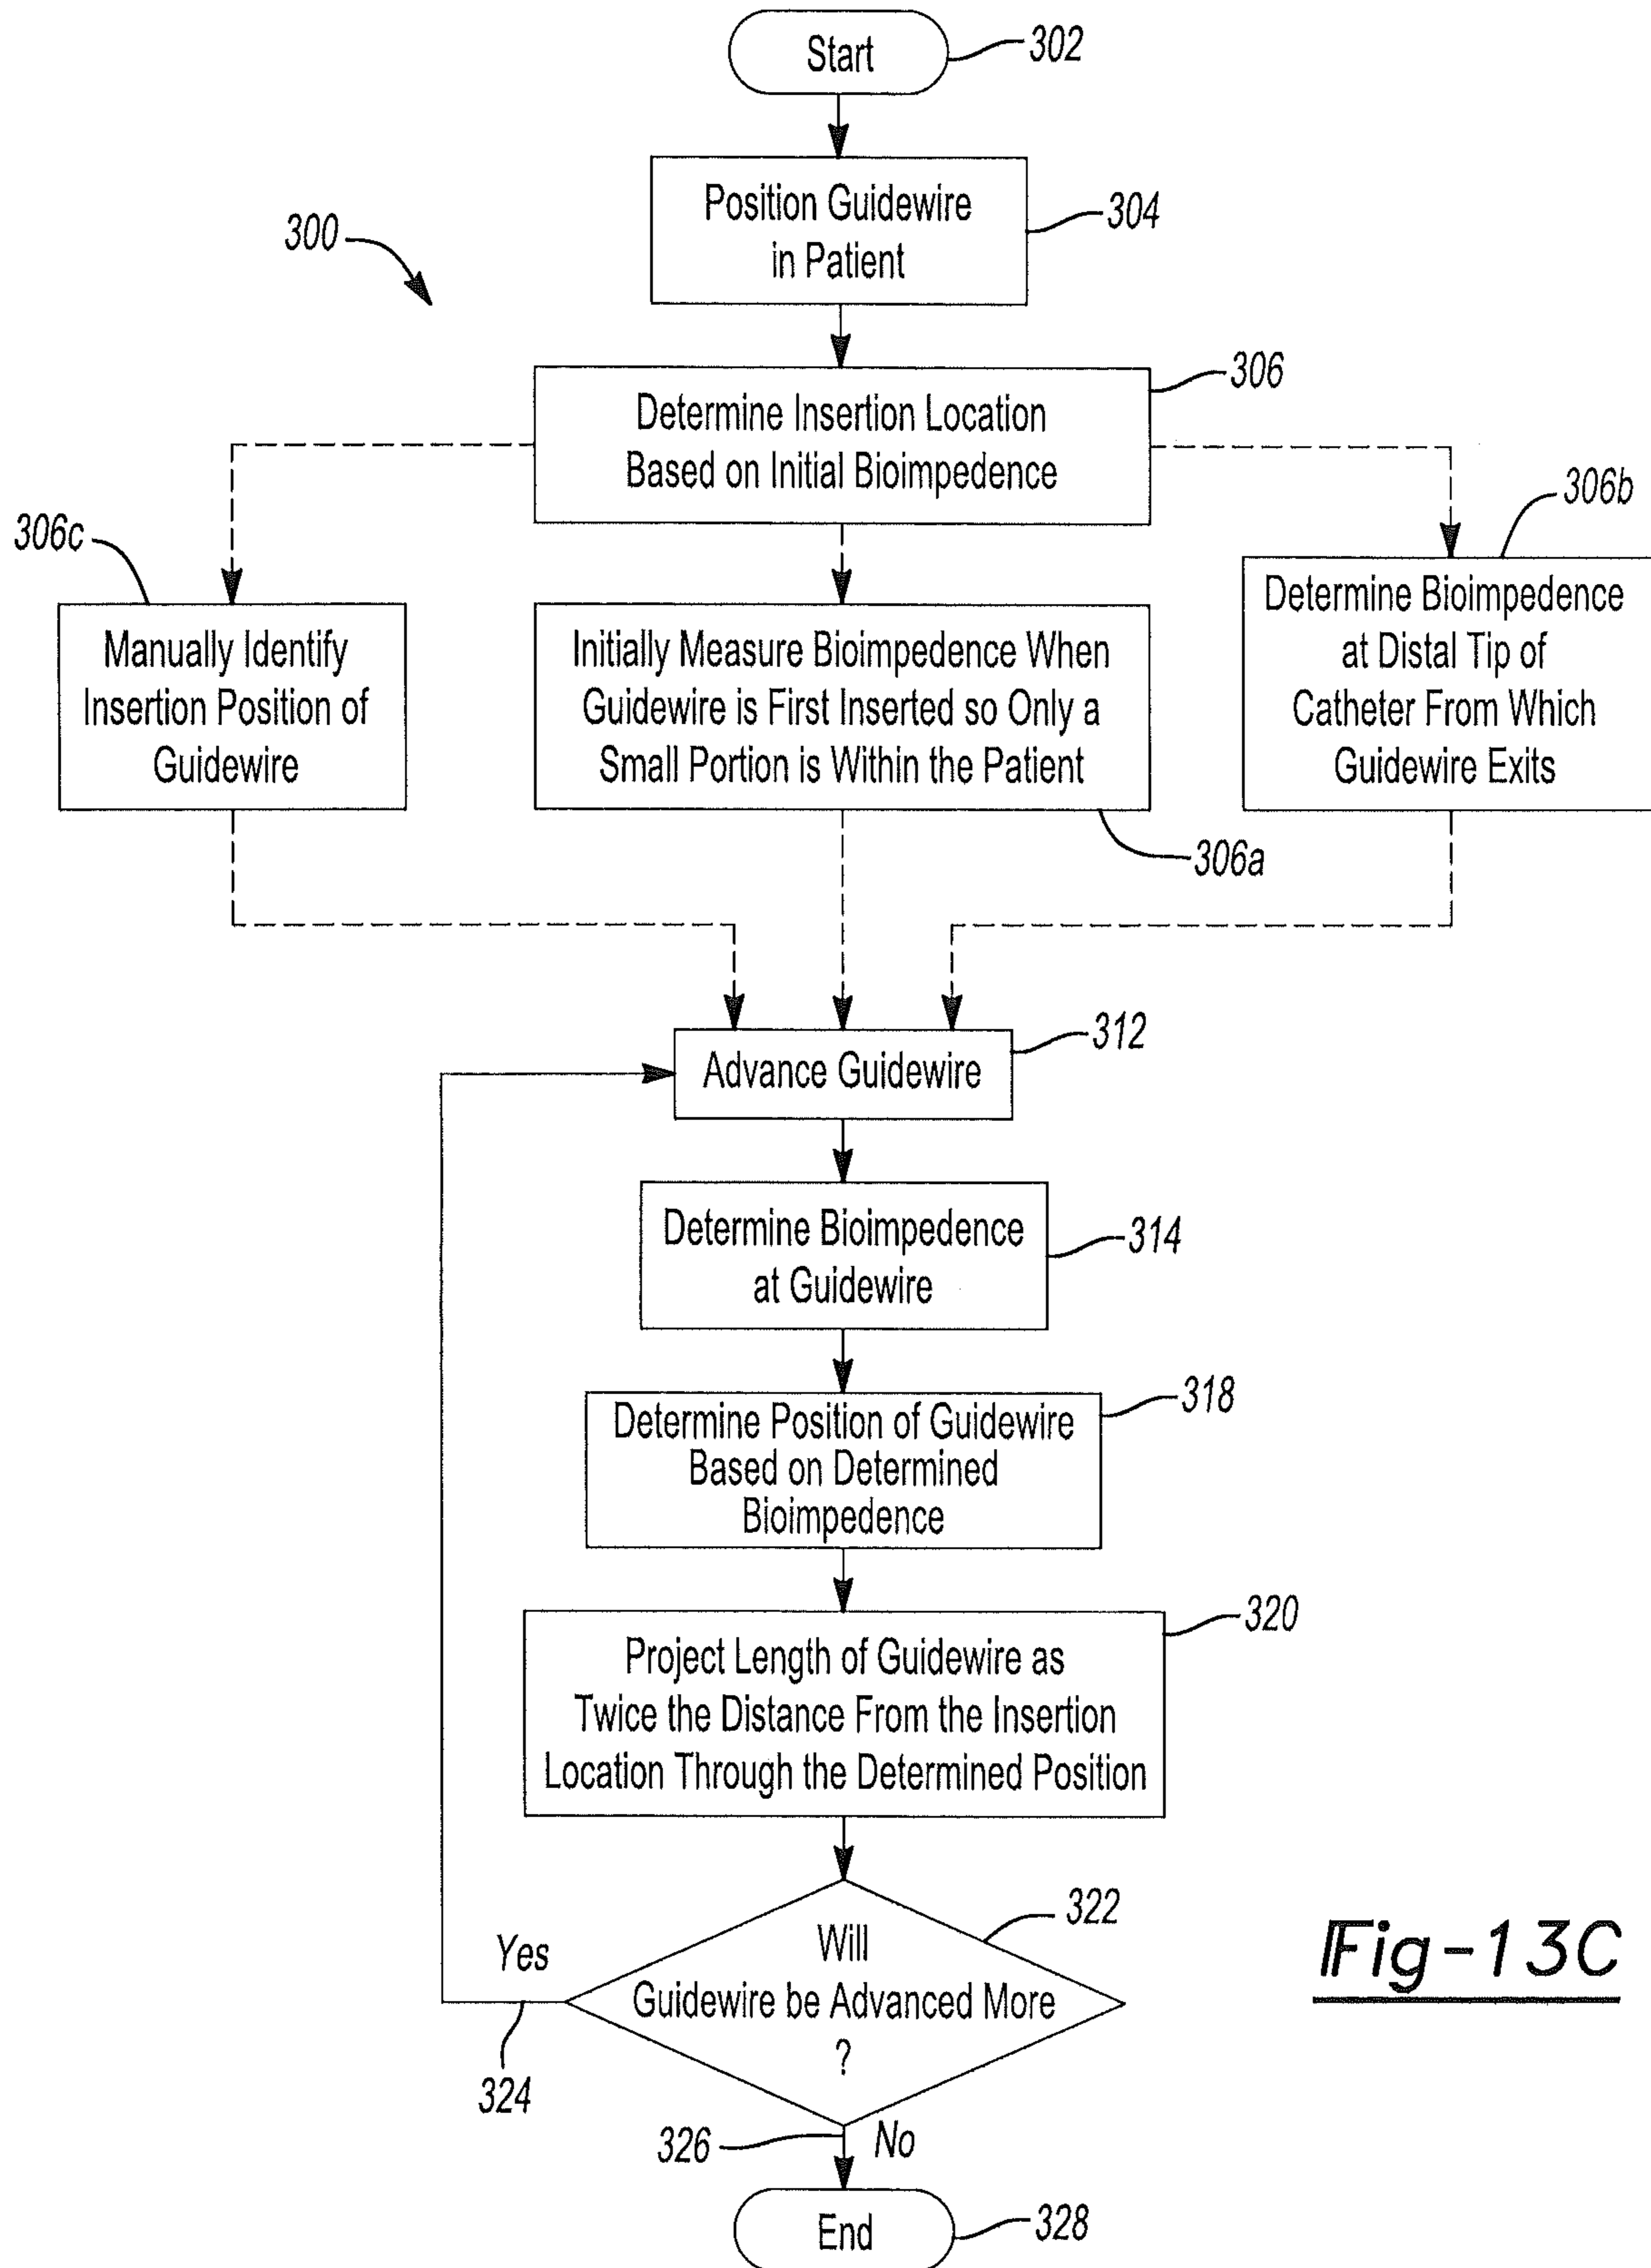 Start
302
Position Guidewire
in Patient
304
300
Determine Insertion Location
Based on Initial Bioimpedence
306
306c
306b
Manually Identify
Insertion Position of
Guidewire
Initially Measure Bioimpedence When
Guidewire is First Inserted so Only a
Small Portion is Within the Patient
306a
Determine Bioimpedence
at Distal Tip of
Catheter From Which
Guidewire Exits
Advance Guidewire
312
Determine Bioimpedence
at Guidewire
314
Determine Position of Guidewire
Based on Determined
Bioimpedence
318
Project Length of Guidewire as
Twice the Distance From the Insertion
Location Through the Determined Position
320
Will
Guidewire be Advanced More
?
322
Yes
324
326
No
End
328
Fig-13C